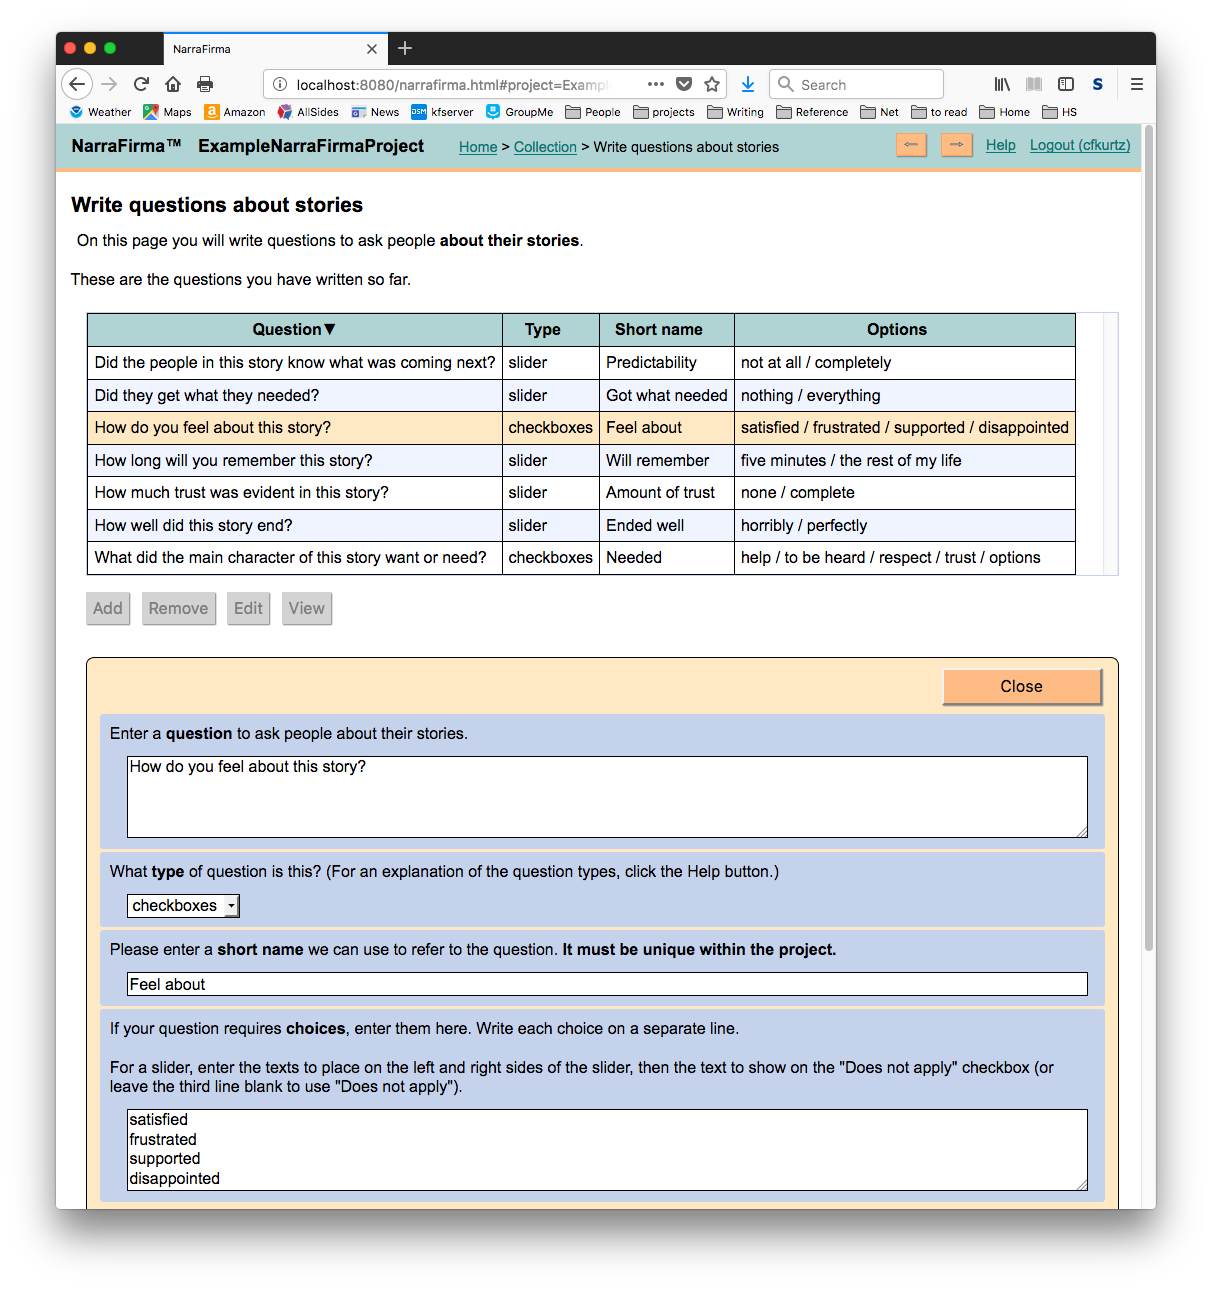 NarraFirma
localhost:8080/narrafirma.html#project=Exampl
Search
Weather Maps Amazon AllSides News kfserver GroupMe People projects Writing Reference Net to read Home HS
NarraFirma™ ExampleNarraFirmaProject Home > Collection > Write questions about stories Help Logout (cfkurtz)
Write questions about stories
On this page you will write questions to ask people about their stories.
These are the questions you have written so far.
Question▼ Type Short name Options
Did the people in this story know what was coming next? slider Predictability not at all / completely
Did they get what they needed? slider Got what needed nothing / everything
How do you feel about this story? checkboxes Feel about satisfied / frustrated / supported / disappointed
How long will you remember this story? slider Will remember five minutes / the rest of my life
How much trust was evident in this story? slider Amount of trust none / complete
How well did this story end? slider Ended well horribly / perfectly
What did the main character of this story want or need? checkboxes Needed help / to be heard / respect / trust / options
Add Remove Edit View
Close
Enter a question to ask people about their stories.
How do you feel about this story?
What type of question is this? (For an explanation of the question types, click the Help button.)
checkboxes
Please enter a short name we can use to refer to the question. It must be unique within the project.
Feel about
If your question requires choices, enter them here. Write each choice on a separate line.
For a slider, enter the texts to place on the left and right sides of the slider, then the text to show on the "Does not apply" checkbox (or
leave the third line blank to use "Does not apply").
satisfied
frustrated
supported
disappointed